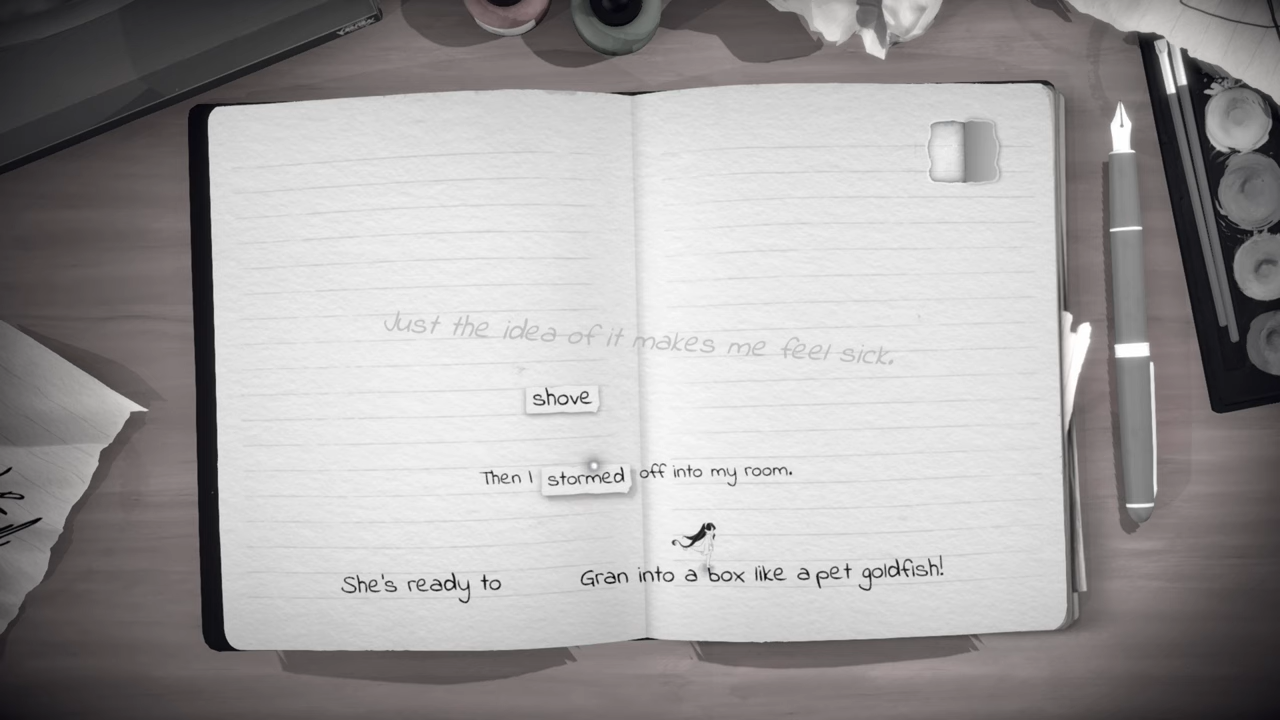 Just the idea of it makes me feel sick.
shove
Then I stormed off into my room.
She's ready to Gran into a box like a pet goldfish!